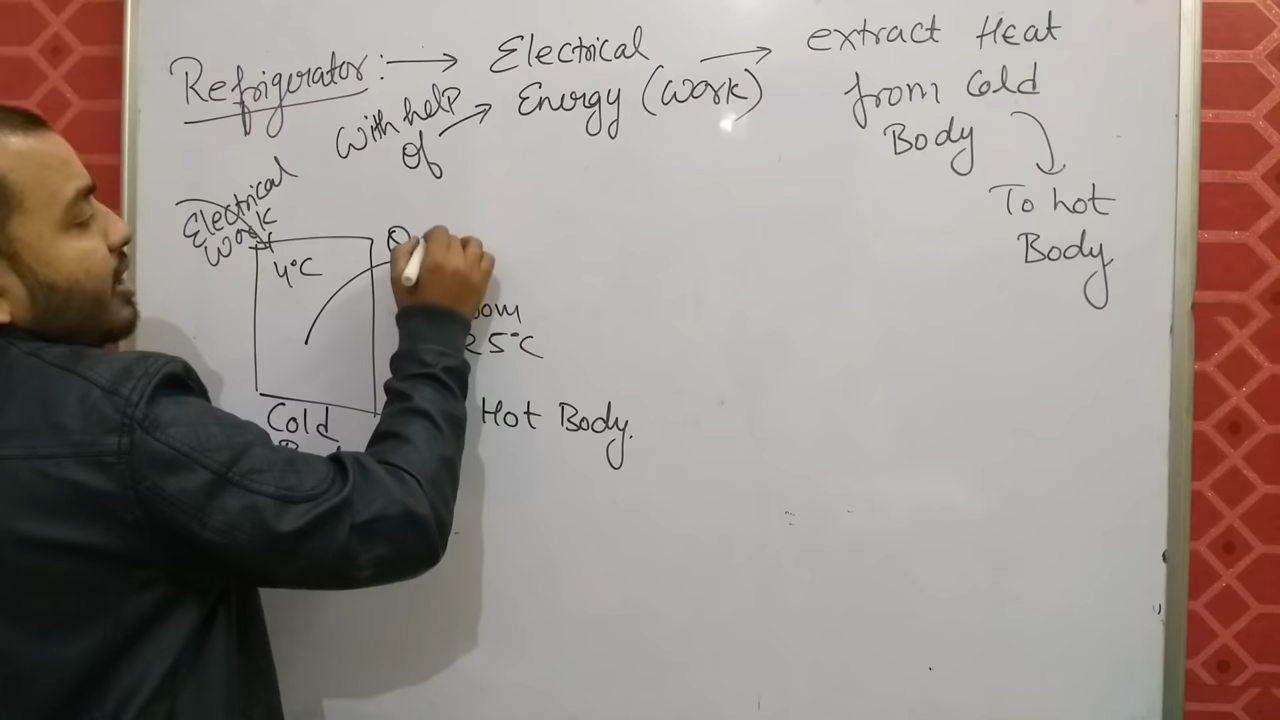 Refrigerator :→ Electrical → extract Heat
With help of → Energy (Work) from Cold
Body
To hot
Body
Electrical
Work
4°C
Q
25°C
Cold
Hot Body.